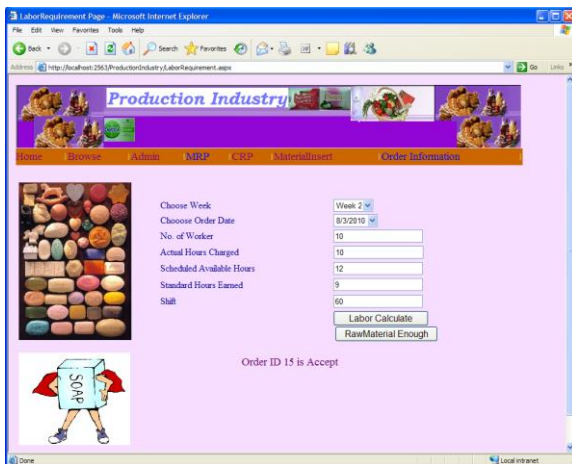 LaborRequirement Page - Microsoft Internet Explorer
File Edit View Favorites Tools Help
Back Search Favorites
Address http://localhost:2563/ProductionIndustry/LaborRequirement.aspx Go Links
Production Industry
Home Browse Admin MRP CRP MaterialInsert Order Information
Choose Week Week 2
Chooose Order Date 8/3/2010
No. of Worker 10
Actual Hours Charged 10
Scheduled Available Hours 12
Standard Hours Earned 9
Shift 60
Labor Calculate
RawMaterial Enough
SOAP
Order ID 15 is Accept
Done Local intranet